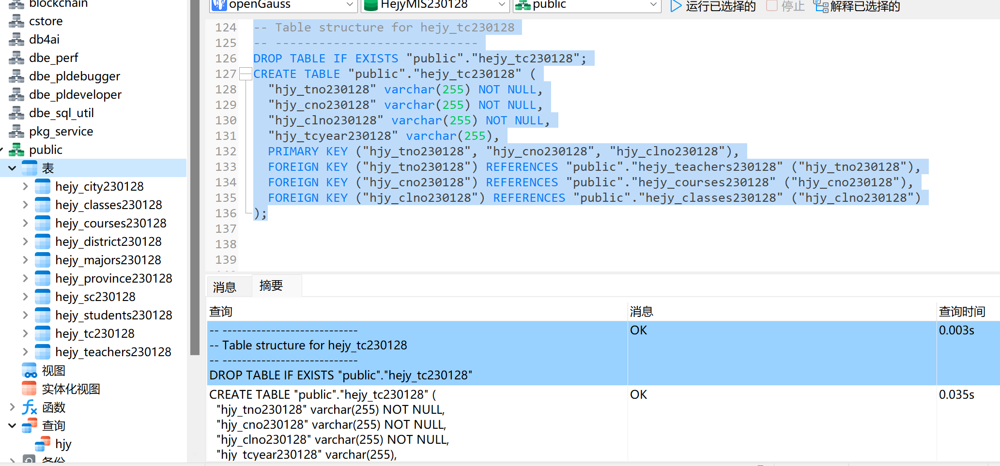 blockchain
cstore
db4ai
dbe_perf
dbe_pldebugger
dbe_pldeveloper
dbe_sql_util
pkg_service
public
表
hejy_city230128
hejy_classes230128
hejy_courses230128
hejy_district230128
hejy_majors230128
hejy_province230128
hejy_sc230128
hejy_students230128
hejy_tc230128
hejy_teachers230128
视图
实体化视图
函数
查询
hjy
备份
openGauss
HejyMIS230128
public
运行已选择的
停止
解释已选择的
124 -- Table structure for hejy_tc230128
125 -- ----------------------------
126 DROP TABLE IF EXISTS "public"."hejy_tc230128";
127 CREATE TABLE "public"."hejy_tc230128" (
128 "hjy_tno230128" varchar(255) NOT NULL,
129 "hjy_cno230128" varchar(255) NOT NULL,
130 "hjy_clno230128" varchar(255) NOT NULL,
131 "hjy_tcyear230128" varchar(255),
132 PRIMARY KEY ("hjy_tno230128", "hjy_cno230128", "hjy_clno230128"),
133 FOREIGN KEY ("hjy_tno230128") REFERENCES "public"."hejy_teachers230128" ("hjy_tno230128"),
134 FOREIGN KEY ("hjy_cno230128") REFERENCES "public"."hejy_courses230128" ("hjy_cno230128"),
135 FOREIGN KEY ("hjy_clno230128") REFERENCES "public"."hejy_classes230128" ("hjy_clno230128")
136 );
137
138
139
消息 摘要
查询 消息 查询时间
-- ---------------------------- OK 0.003s
-- Table structure for hejy_tc230128
-- ----------------------------
DROP TABLE IF EXISTS "public"."hejy_tc230128"
CREATE TABLE "public"."hejy_tc230128" ( OK 0.035s
"hjy_tno230128" varchar(255) NOT NULL,
"hjy_cno230128" varchar(255) NOT NULL,
"hjy_clno230128" varchar(255) NOT NULL,
"hjy_tcyear230128" varchar(255),